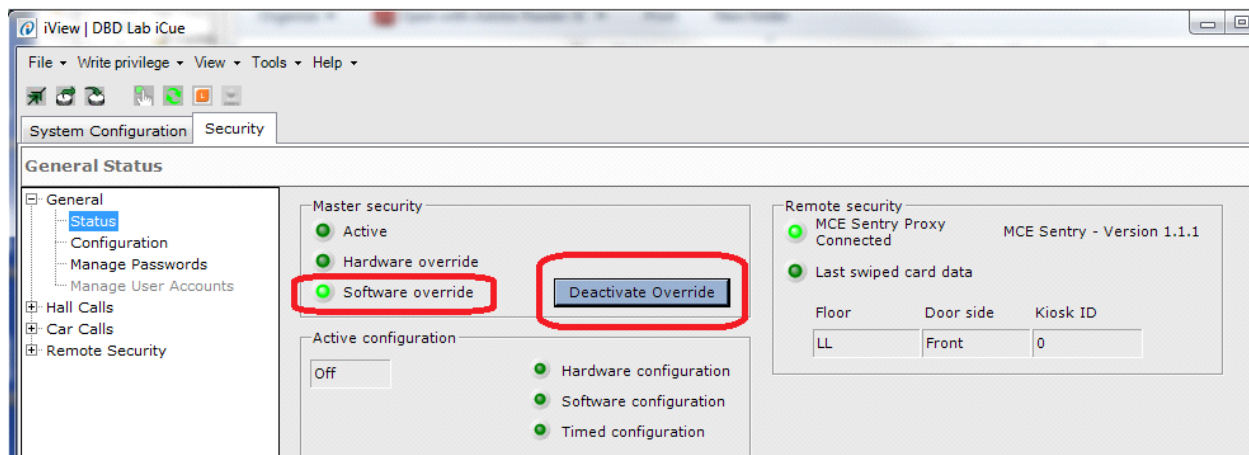 iView | DBD Lab iCue
File Write privilege View Tools Help
System Configuration Security
General Status
General
Status
Configuration
Manage Passwords
Manage User Accounts
Hall Calls
Car Calls
Remote Security
Master security
Active
Hardware override
Software override
Deactivate Override
Active configuration
Off
Hardware configuration
Software configuration
Timed configuration
Remote security
MCE Sentry Proxy
Connected
MCE Sentry - Version 1.1.1
Last swiped card data
Floor Door side Kiosk ID
LL Front 0